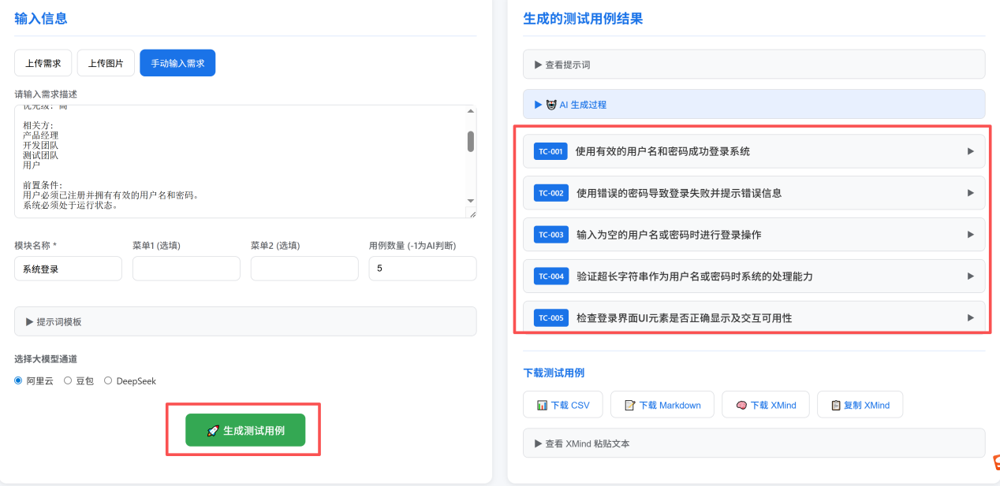 输入信息
上传需求
上传图片
手动输入需求
请输入需求描述
优先级：高
相关方：
产品经理
开发团队
测试团队
用户
前置条件：
用户必须已注册并拥有有效的用户名和密码。
系统必须处于运行状态。
模块名称 *
菜单1 (选填)
菜单2 (选填)
用例数量 (-1为AI判断)
系统登录
5
▶ 提示词模板
选择大模型通道
阿里云
豆包
DeepSeek
生成测试用例
生成的测试用例结果
▶ 查看提示词
▶ AI 生成过程
TC-001 使用有效的用户名和密码成功登录系统
TC-002 使用错误的密码导致登录失败并提示错误信息
TC-003 输入为空的用户名或密码时进行登录操作
TC-004 验证超长字符串作为用户名或密码时系统的处理能力
TC-005 检查登录界面UI元素是否正确显示及交互可用性
下载测试用例
下载 CSV
下载 Markdown
下载 XMind
复制 XMind
▶ 查看 XMind 粘贴文本